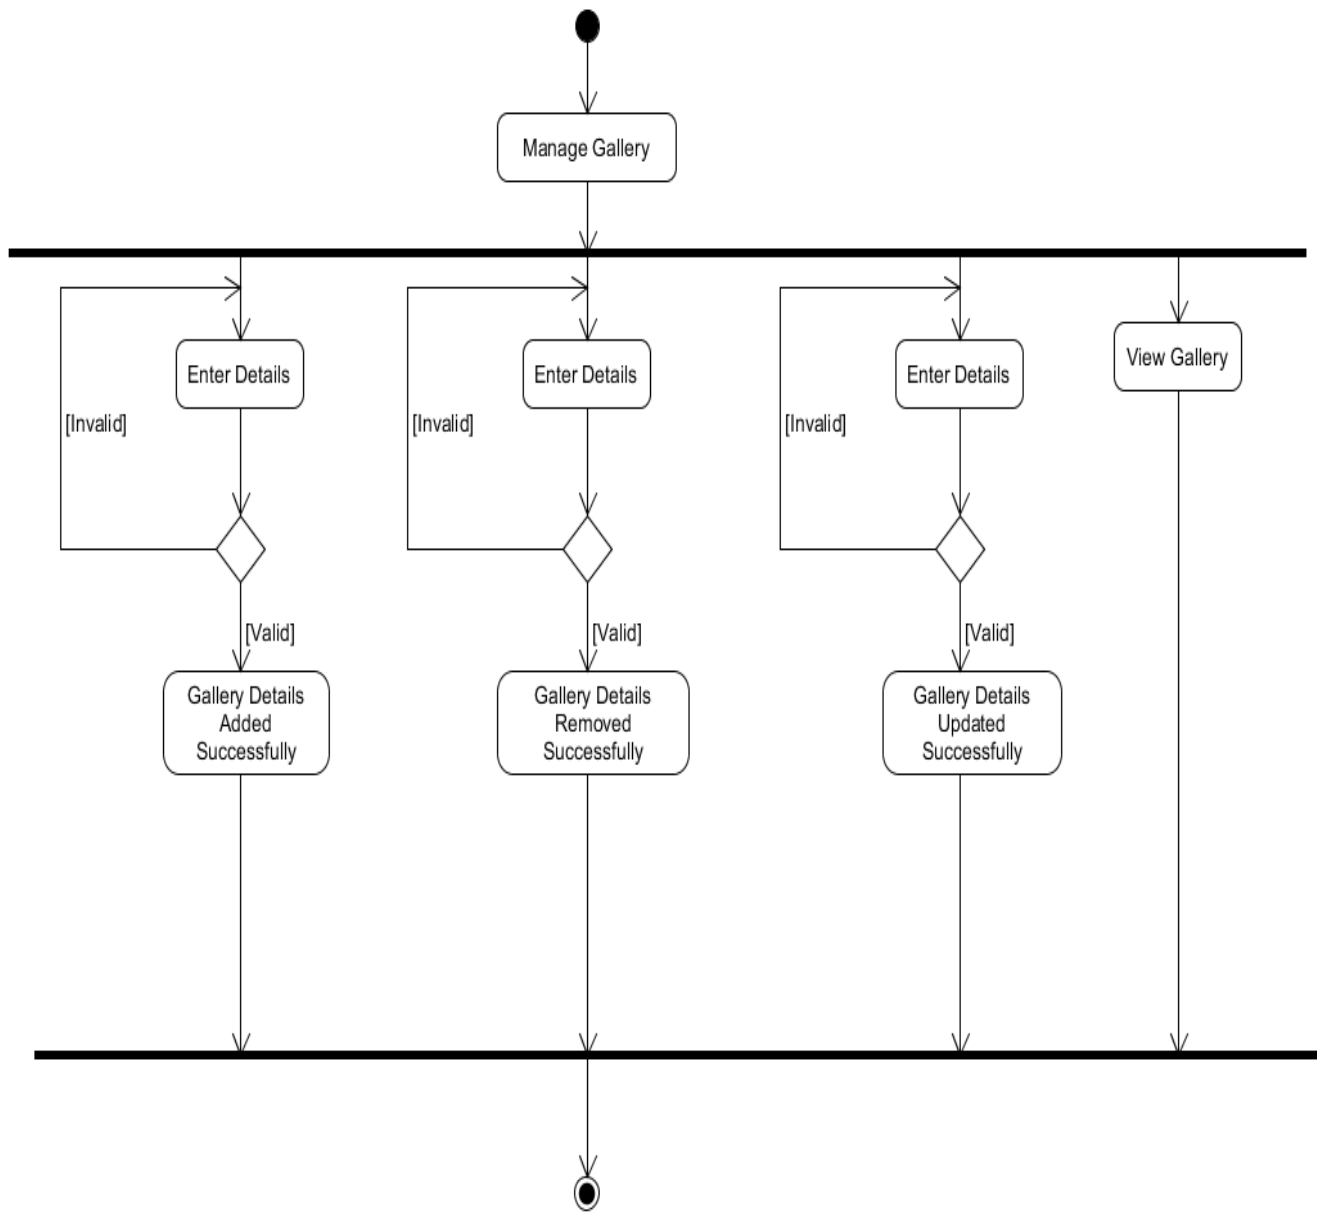 Manage Gallery
Enter Details
Enter Details
Enter Details
View Gallery
[Invalid]
[Invalid]
[Invalid]
[Valid]
[Valid]
[Valid]
Gallery Details
Added
Successfully
Gallery Details
Removed
Successfully
Gallery Details
Updated
Successfully